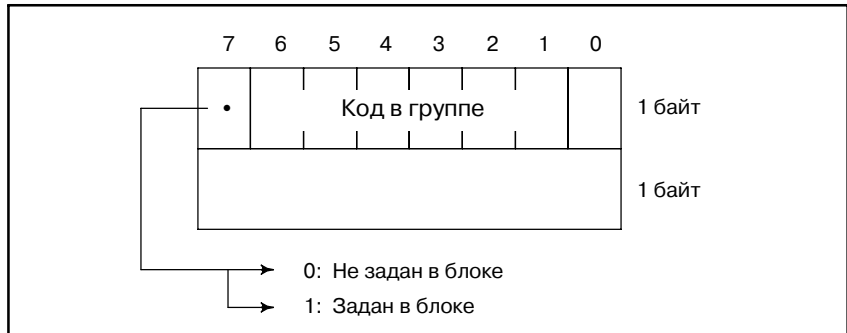 7 6 5 4 3 2 1 0
Код в группе 1 байт
1 байт
0: Не задан в блоке
1: Задан в блоке